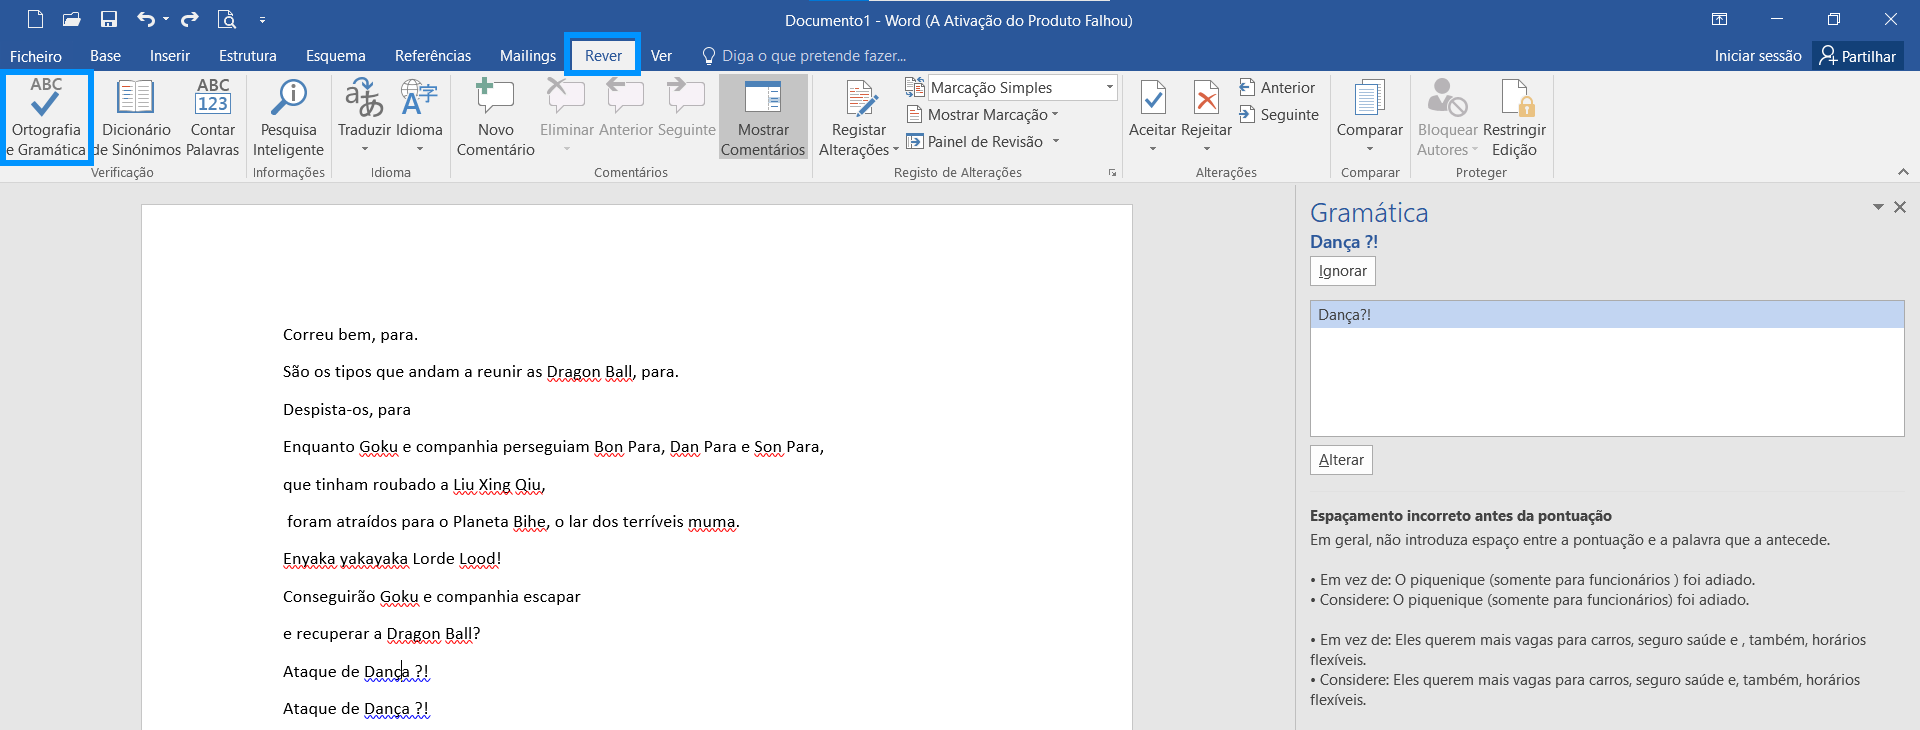 Documento1 - Word (A Ativação do Produto Falhou)
Ficheiro Base Inserir Estrutura Esquema Referências Mailings Rever Ver Diga o que pretende fazer... Iniciar sessão Partilhar
ABC
Ortografia
e Gramática
Dicionário
de Sinónimos
ABC
123
Contar
Palavras
Verificação
Pesquisa
Inteligente
Informações
Traduzir
Idioma
Idioma
Novo
Comentário
Eliminar
Anterior
Seguinte
Mostrar
Comentários
Comentários
Registar
Alterações
Marcação Simples
Mostrar Marcação
Painel de Revisão
Registo de Alterações
Aceitar
Rejeitar
Anterior
Seguinte
Alterações
Comparar
Comparar
Bloquear
Autores
Restringir
Edição
Proteger
Correu bem, para.
São os tipos que andam a reunir as Dragon Ball, para.
Despista-os, para
Enquanto Goku e companhia perseguiam Bon Para, Dan Para e Son Para,
que tinham roubado a Liu Xing Qiu,
foram atraídos para o Planeta Bihe, o lar dos terríveis muma.
Enyaka yakayaka Lorde Lood!
Conseguirão Goku e companhia escapar
e recuperar a Dragon Ball?
Ataque de Dança ?!
Ataque de Dança ?!
Gramática
Dança ?!
Ignorar
Dança?!
Alterar
Espaçamento incorreto antes da pontuação
Em geral, não introduza espaço entre a pontuação e a palavra que a antecede.
• Em vez de: O piquenique (somente para funcionários ) foi adiado.
• Considere: O piquenique (somente para funcionários) foi adiado.
• Em vez de: Eles querem mais vagas para carros, seguro saúde e , também, horários
flexíveis.
• Considere: Eles querem mais vagas para carros, seguro saúde e, também, horários
flexíveis.